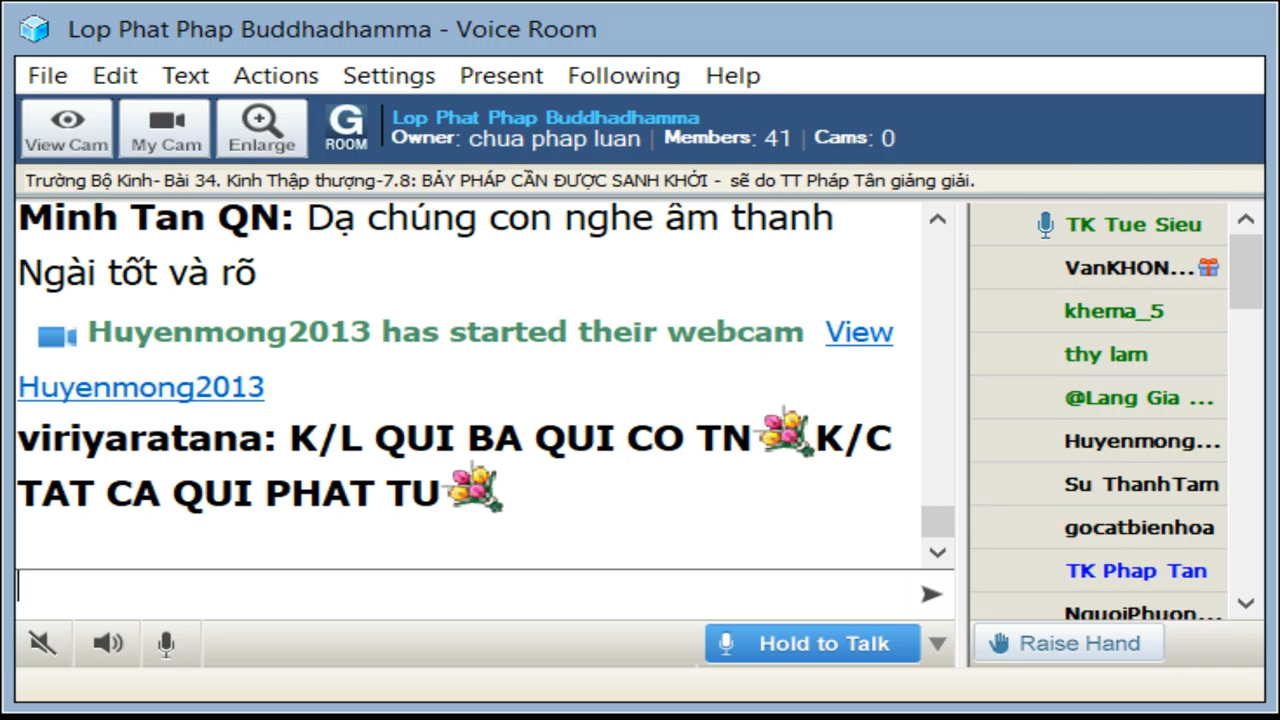 Lop Phat Phap Buddhadhamma - Voice Room
File Edit Text Actions Settings Present Following Help
View Cam My Cam Enlarge G ROOM
Lop Phat Phap Buddhadhamma
Owner: chua phap luan | Members: 41 | Cams: 0
Trường Bộ Kinh- Bài 34. Kinh Thập thượng-7.8: BẢY PHÁP CẦN ĐƯỢC SANH KHỞI - sẽ do TT Pháp Tân giảng giải.
Minh Tan QN: Dạ chúng con nghe âm thanh
Ngài tốt và rõ
Huyenmong2013 has started their webcam View
Huyenmong2013
viriyaratana: K/L QUI BA QUI CO TN K/C
TAT CA QUI PHAT TU
TK Tue Sieu
VanKHON...
khema_5
thy lam
@Lang Gia ...
Huyenmong...
Su ThanhTam
gocatbienhoa
TK Phap Tan
NguoiPhuon...
Hold to Talk
Raise Hand